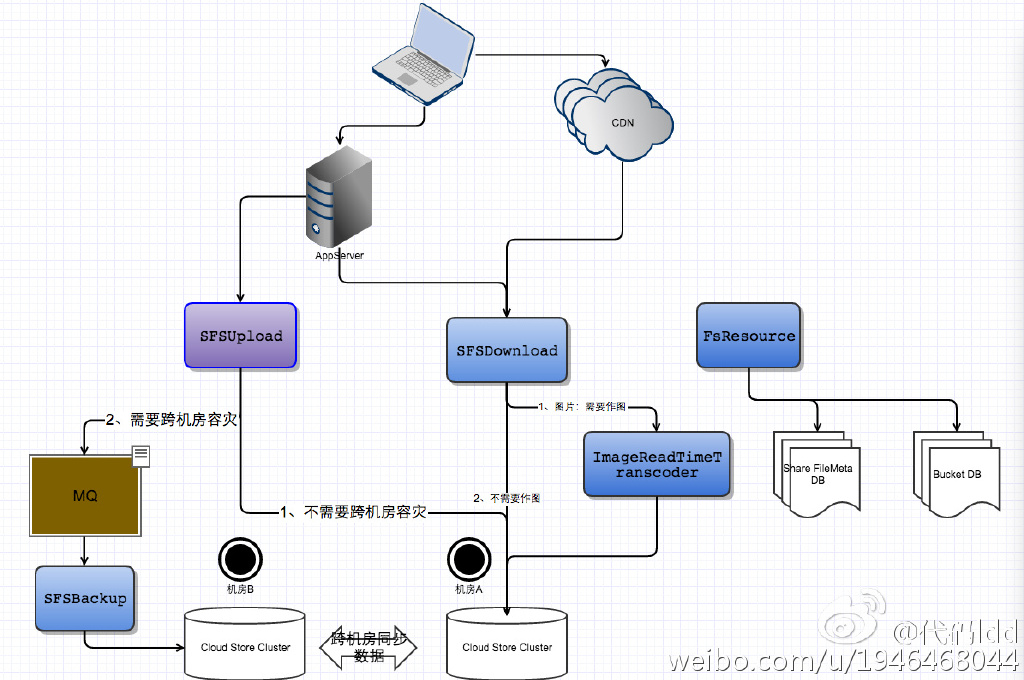 CDN
AppServer
SFSUpload
SFSDownload
FsResource
2、需要跨机房容灾
1、图片：需要作图
ImageReadTimeT
ranscoder
Share FileMeta
DB
Bucket DB
MQ
2、不需要作图
1、不需要跨机房容灾
机房B
机房A
SFSBackup
Cloud Store Cluster
跨机房同步
数据
Cloud Store Cluster
@代码dd
weibo.com/u/1946468044